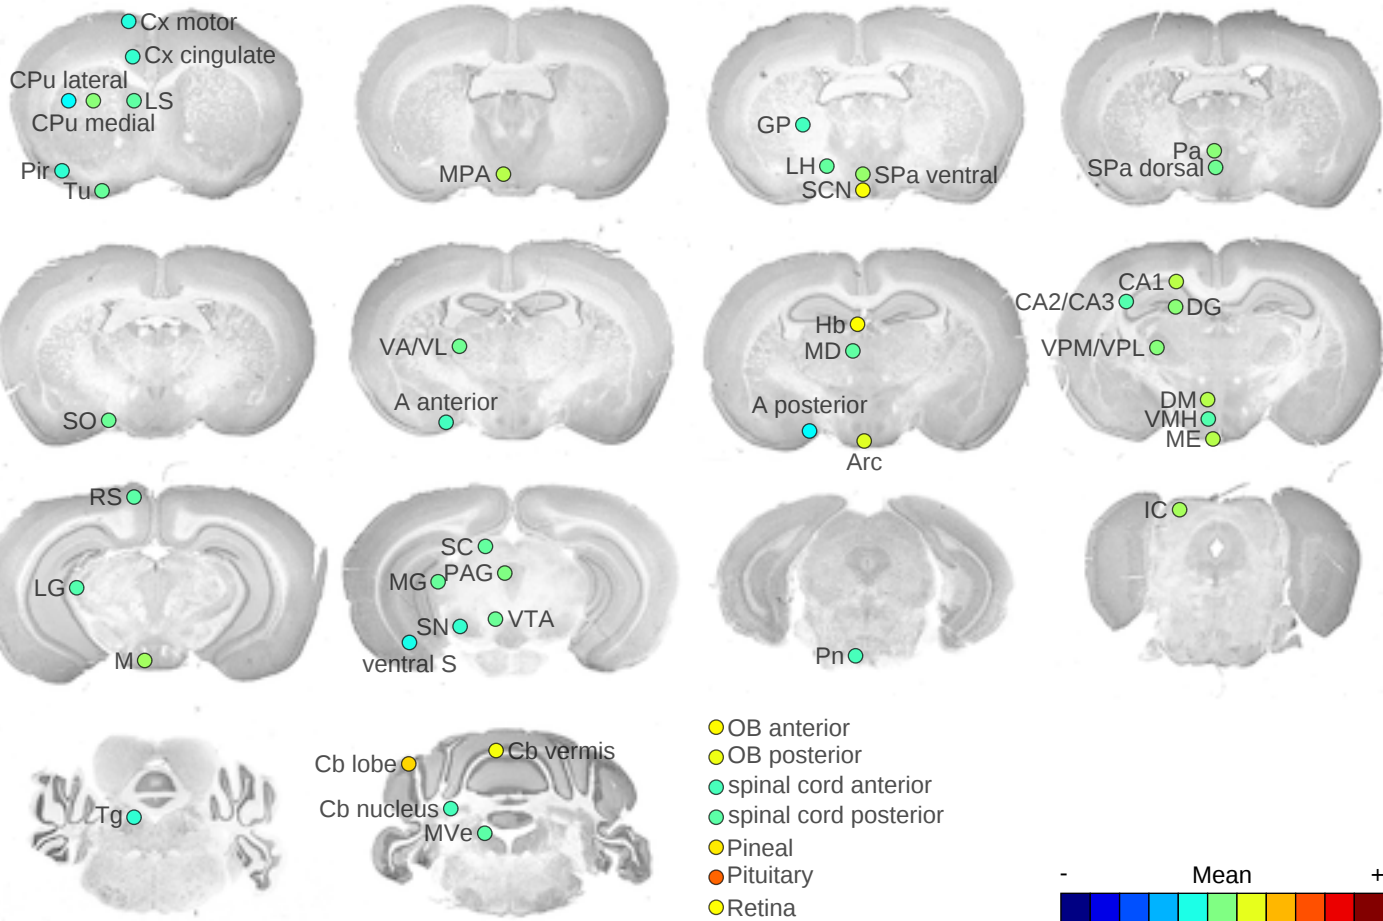 Cx motor
Cx cingulate
CPu lateral
LS
CPu medial
Pir
Tu
MPA
GP
LH
SPa ventral
SCN
Pa
SPa dorsal
SO
VA/VL
A anterior
Hb
MD
A posterior
Arc
CA1
CA2/CA3
DG
VPM/VPL
DM
VMH
ME
RS
LG
M
SC
MG PAG
SN VTA
ventral S
Pn
IC
Tg
Cb lobe
Cb vermis
Cb nucleus
MVe
OB anterior
OB posterior
spinal cord anterior
spinal cord posterior
Pineal
Pituitary
Retina
- Mean +